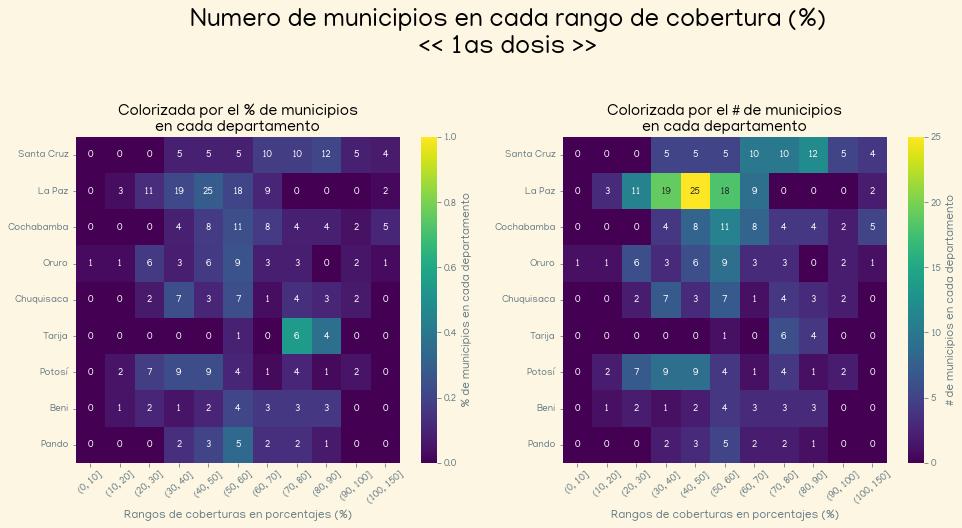 Numero de municipios en cada rango de cobertura (%)
<< 1as dosis >>
Colorizada por el % de municipios
en cada departamento
Santa Cruz 0 0 0 5 5 5 10 10 12 5 4
La Paz 0 3 11 19 25 18 9 0 0 0 2
Cochabamba 0 0 0 4 8 11 8 4 4 2 5
Oruro 1 1 6 3 6 9 3 3 0 2 1
Chuquisaca 0 0 2 7 3 7 1 4 3 2 0
Tarija 0 0 0 0 0 1 0 6 4 0 0
Potosí 0 2 7 9 9 4 1 4 1 2 0
Beni 0 1 2 1 2 4 3 3 3 0 0
Pando 0 0 0 2 3 5 2 2 1 0 0
(0, 10] (10, 20] (20, 30] (30, 40] (40, 50] (50, 60] (60, 70] (70, 80] (80, 90] (90, 100] (100, 150]
Rangos de coberturas en porcentajes (%)
1.0
0.8
0.6
0.4
0.2
0.0
% de municipios en cada departamento
Colorizada por el # de municipios
en cada departamento
Santa Cruz 0 0 0 5 5 5 10 10 12 5 4
La Paz 0 3 11 19 25 18 9 0 0 0 2
Cochabamba 0 0 0 4 8 11 8 4 4 2 5
Oruro 1 1 6 3 6 9 3 3 0 2 1
Chuquisaca 0 0 2 7 3 7 1 4 3 2 0
Tarija 0 0 0 0 0 1 0 6 4 0 0
Potosí 0 2 7 9 9 4 1 4 1 2 0
Beni 0 1 2 1 2 4 3 3 3 0 0
Pando 0 0 0 2 3 5 2 2 1 0 0
(0, 10] (10, 20] (20, 30] (30, 40] (40, 50] (50, 60] (60, 70] (70, 80] (80, 90] (90, 100] (100, 150]
Rangos de coberturas en porcentajes (%)
25
20
15
10
5
0
# de municipios en cada departamento